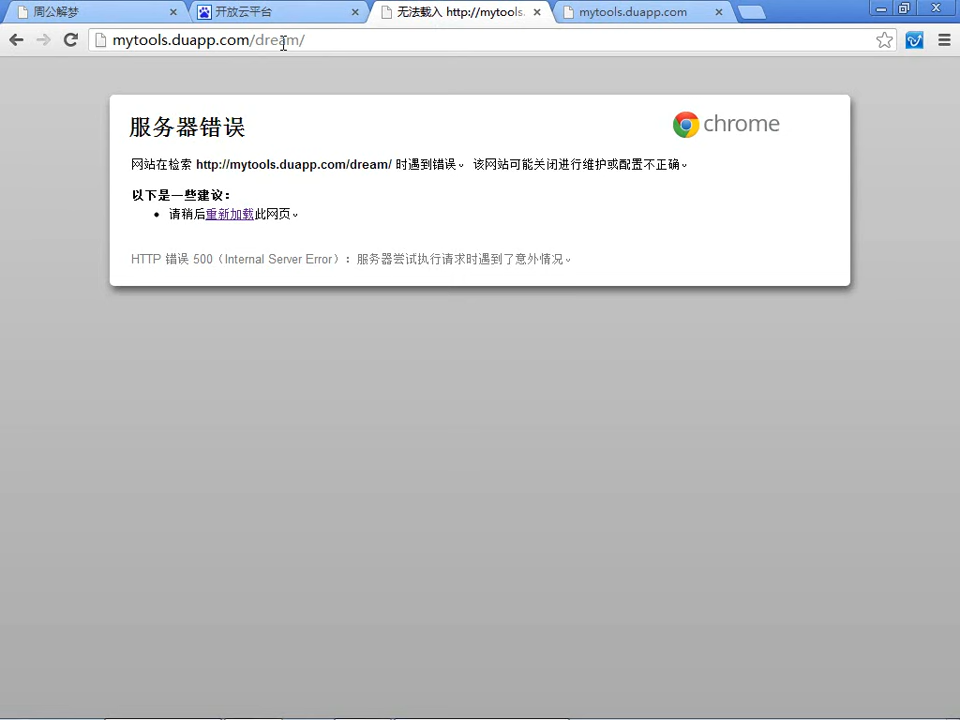 周公解梦
开放云平台
无法载入 http://mytools.
mytools.duapp.com
mytools.duapp.com/dream/
服务器错误
chrome
网站在检索 http://mytools.duapp.com/dream/ 时遇到错误。 该网站可能关闭进行维护或配置不正确。
以下是一些建议：
• 请稍后重新加载此网页。
HTTP 错误 500（Internal Server Error）：服务器尝试执行请求时遇到了意外情况。